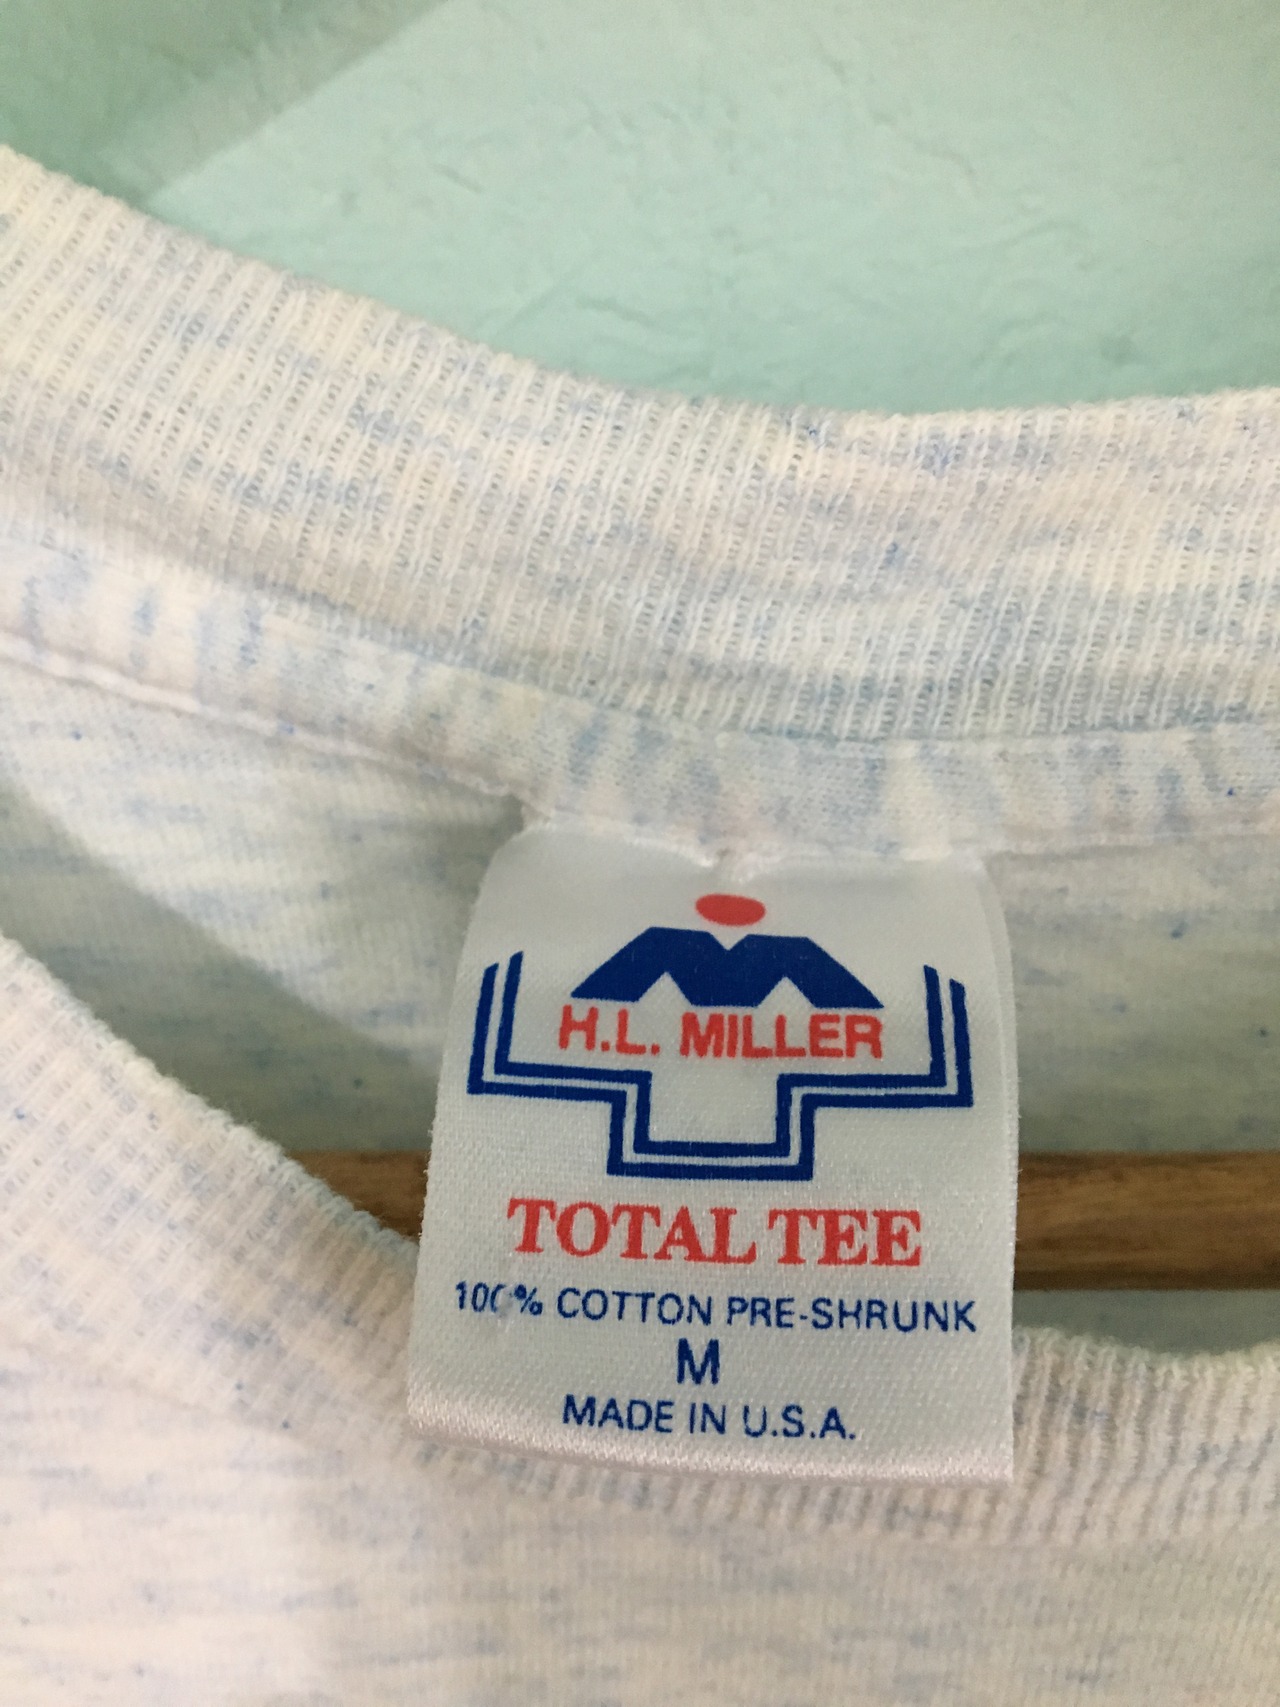 H.L. MILLER
TOTAL TEE
100% COTTON PRE-SHRUNK
M
MADE IN U.S.A.